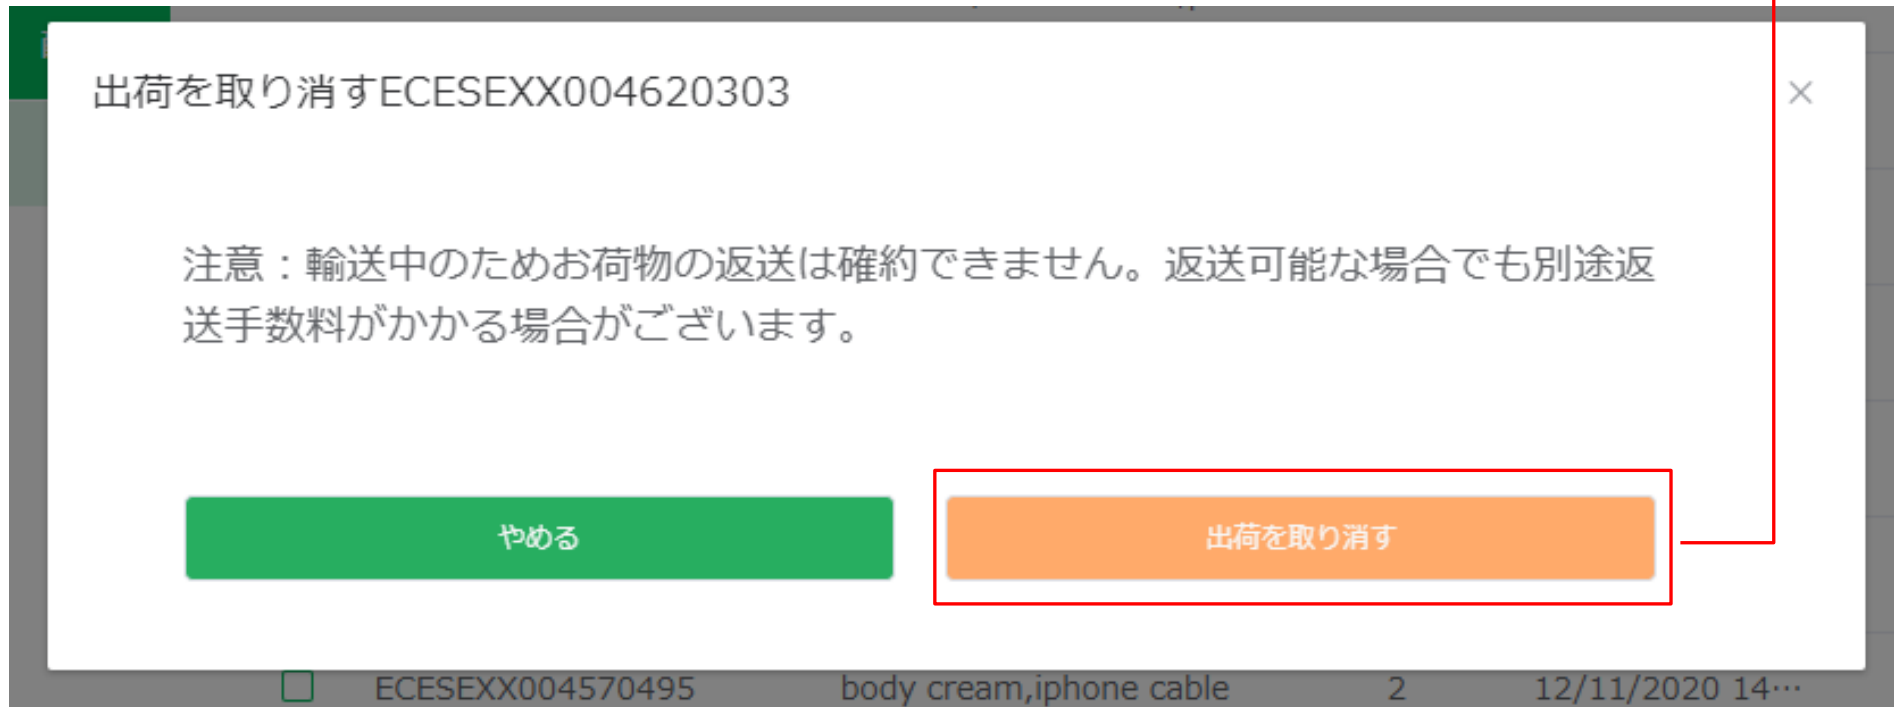 出荷を取り消すECESEXX004620303
×
注意：輸送中のためお荷物の返送は確約できません。返送可能な場合でも別途返
送手数料がかかる場合がございます。
やめる
出荷を取り消す
ECESEXX004570495 body cream,iphone cable 2 12/11/2020 14…